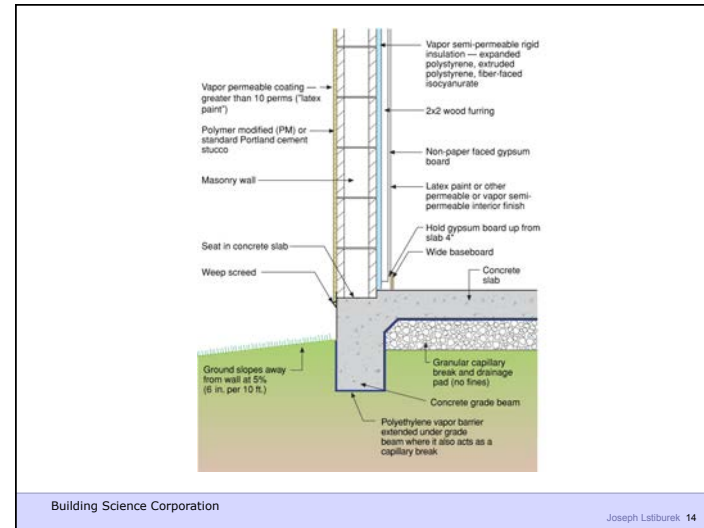 Vapor permeable coating —
greater than 10 perms ("latex
paint")
Polymer modified (PM) or
standard Portland cement
stucco
Masonry wall
Seat in concrete slab
Weep screed
Ground slopes away
from wall at 5%
(6 in. per 10 ft.)
Vapor semi-permeable rigid
insulation — expanded
polystyrene, extruded
polystyrene, fiber-faced
isocyanurate
2x2 wood furring
Non-paper faced gypsum
board
Latex paint or other
permeable or vapor semi-
permeable interior finish
Hold gypsum board up from
slab 4"
Wide baseboard
Concrete
slab
Granular capillary
break and drainage
pad (no fines)
Concrete grade beam
Polyethylene vapor barrier
extended under grade
beam where it also acts as a
capillary break
Building Science Corporation
Joseph Lstiburek 14